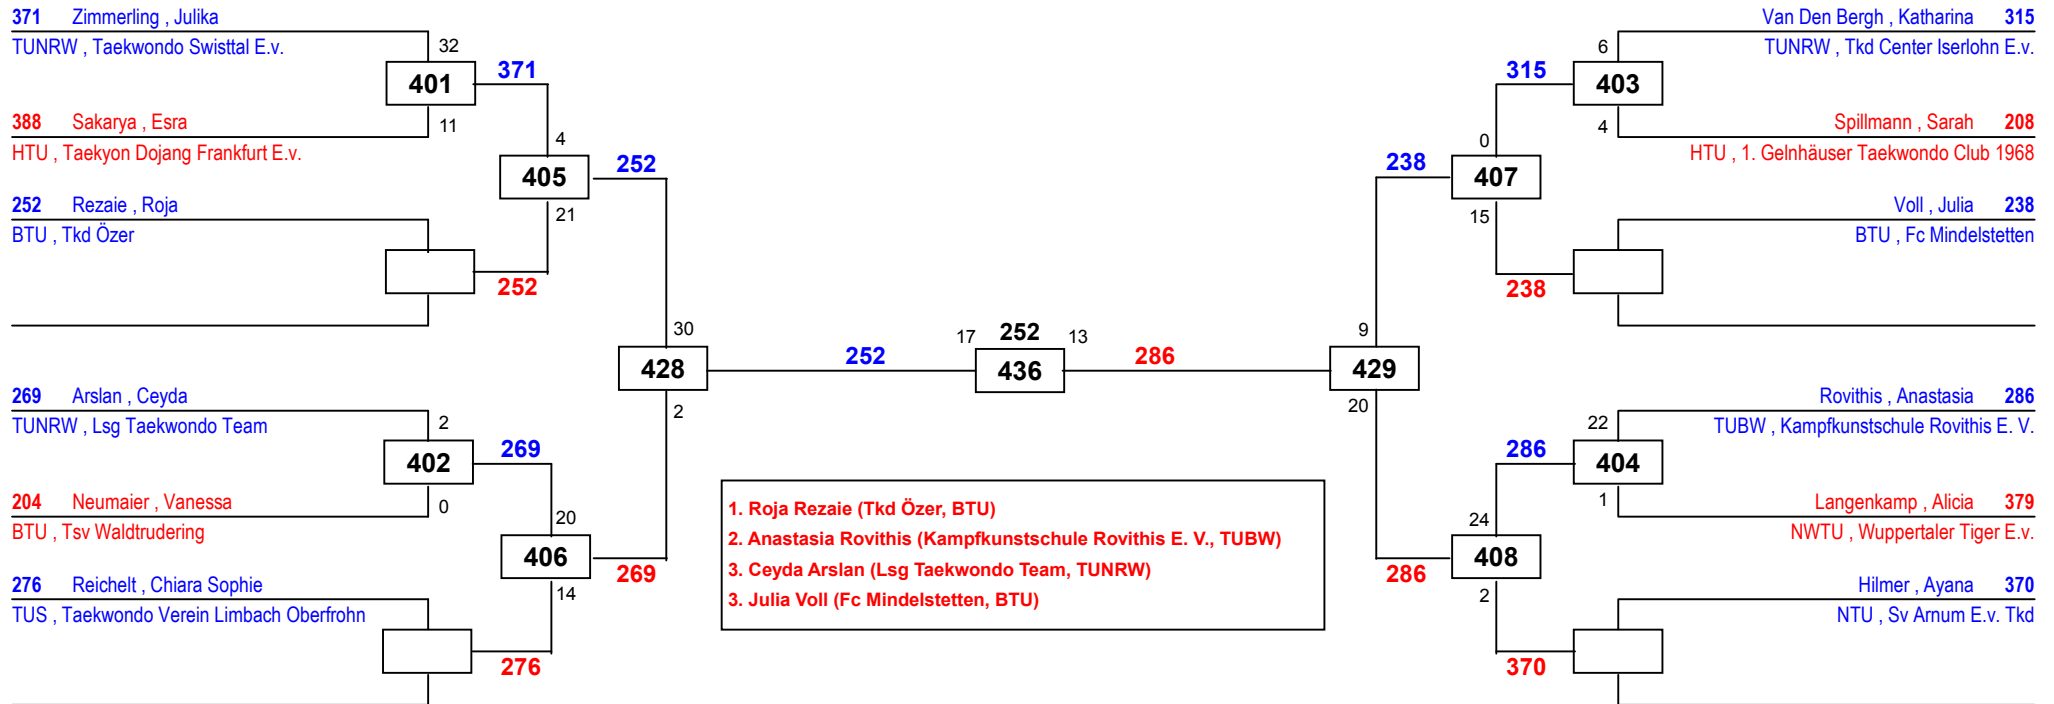 371 Zimmerling , Julika
TUNRW , Taekwondo Swisttal E.v.
32
401
371
388 Sakarya , Esra
11
HTU , Taekyon Dojang Frankfurt E.v.
4
405
252
252 Rezaie , Roja
21
BTU , Tkd Özer
252
30
428
252
2
269 Arslan , Ceyda
TUNRW , Lsg Taekwondo Team
2
402
269
204 Neumaier , Vanessa
0
BTU , Tsv Waldtrudering
20
406
269
276 Reichelt , Chiara Sophie
14
TUS , Taekwondo Verein Limbach Oberfrohn
276
17 252 13
436
286
1. Roja Rezaie (Tkd Özer, BTU)
2. Anastasia Rovithis (Kampfkunstschule Rovithis E. V., TUBW)
3. Ceyda Arslan (Lsg Taekwondo Team, TUNRW)
3. Julia Voll (Fc Mindelstetten, BTU)
Van Den Bergh , Katharina 315
6
TUNRW , Tkd Center Iserlohn E.v.
315
403
Spillmann , Sarah 208
4
HTU , 1. Gelnhäuser Taekwondo Club 1968
0
238
407
15
Voll , Julia 238
BTU , Fc Mindelstetten
238
9
429
20
Rovithis , Anastasia 286
22
TUBW , Kampfkunstschule Rovithis E. V.
286
404
Langenkamp , Alicia 379
1
NWTU , Wuppertaler Tiger E.v.
24
408
286
2
Hilmer , Ayana 370
NTU , Sv Arnum E.v. Tkd
370